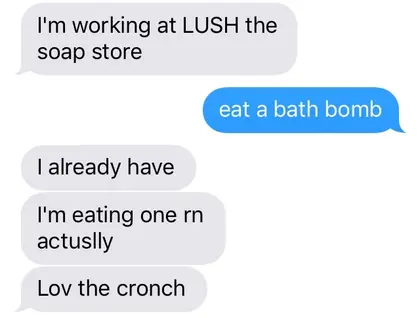 I'm working at LUSH the
soap store
eat a bath bomb
I already have
I'm eating one rn
actuslly
Lov the cronch